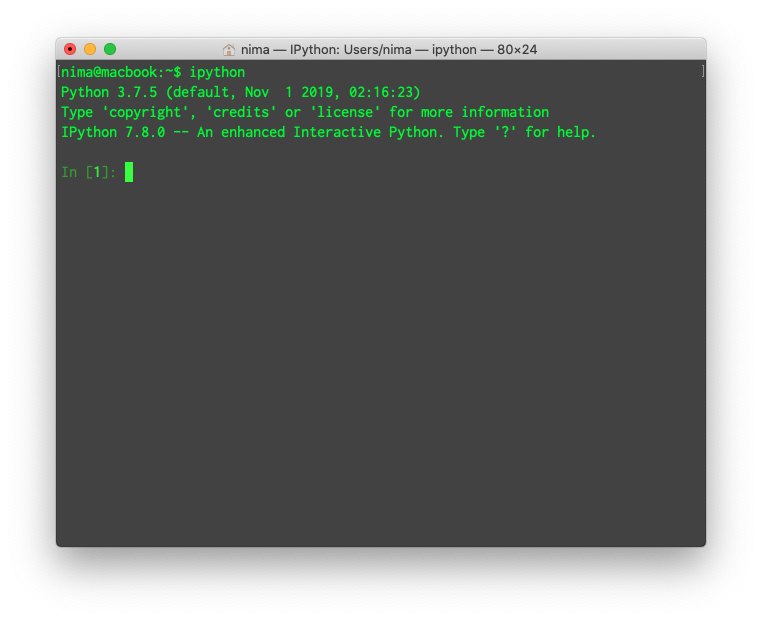 nima — IPython: Users/nima — ipython — 80×24
[nima@macbook:~$ ipython ]
Python 3.7.5 (default, Nov  1 2019, 02:16:23)
Type 'copyright', 'credits' or 'license' for more information
IPython 7.8.0 -- An enhanced Interactive Python. Type '?' for help.
In [1]: